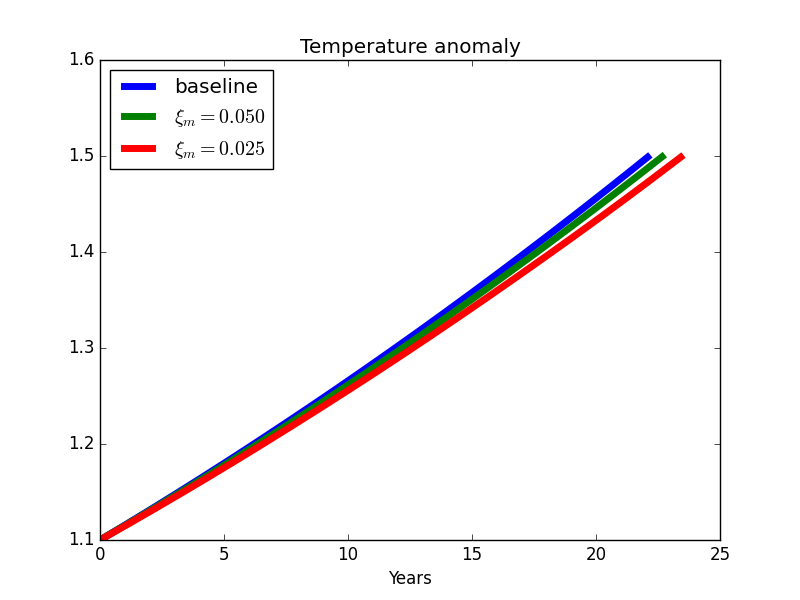 Temperature anomaly
1.6
1.5
1.4
1.3
1.2
1.1
baseline
ξₘ = 0.050
ξₘ = 0.025
0 5 10 15 20 25
Years